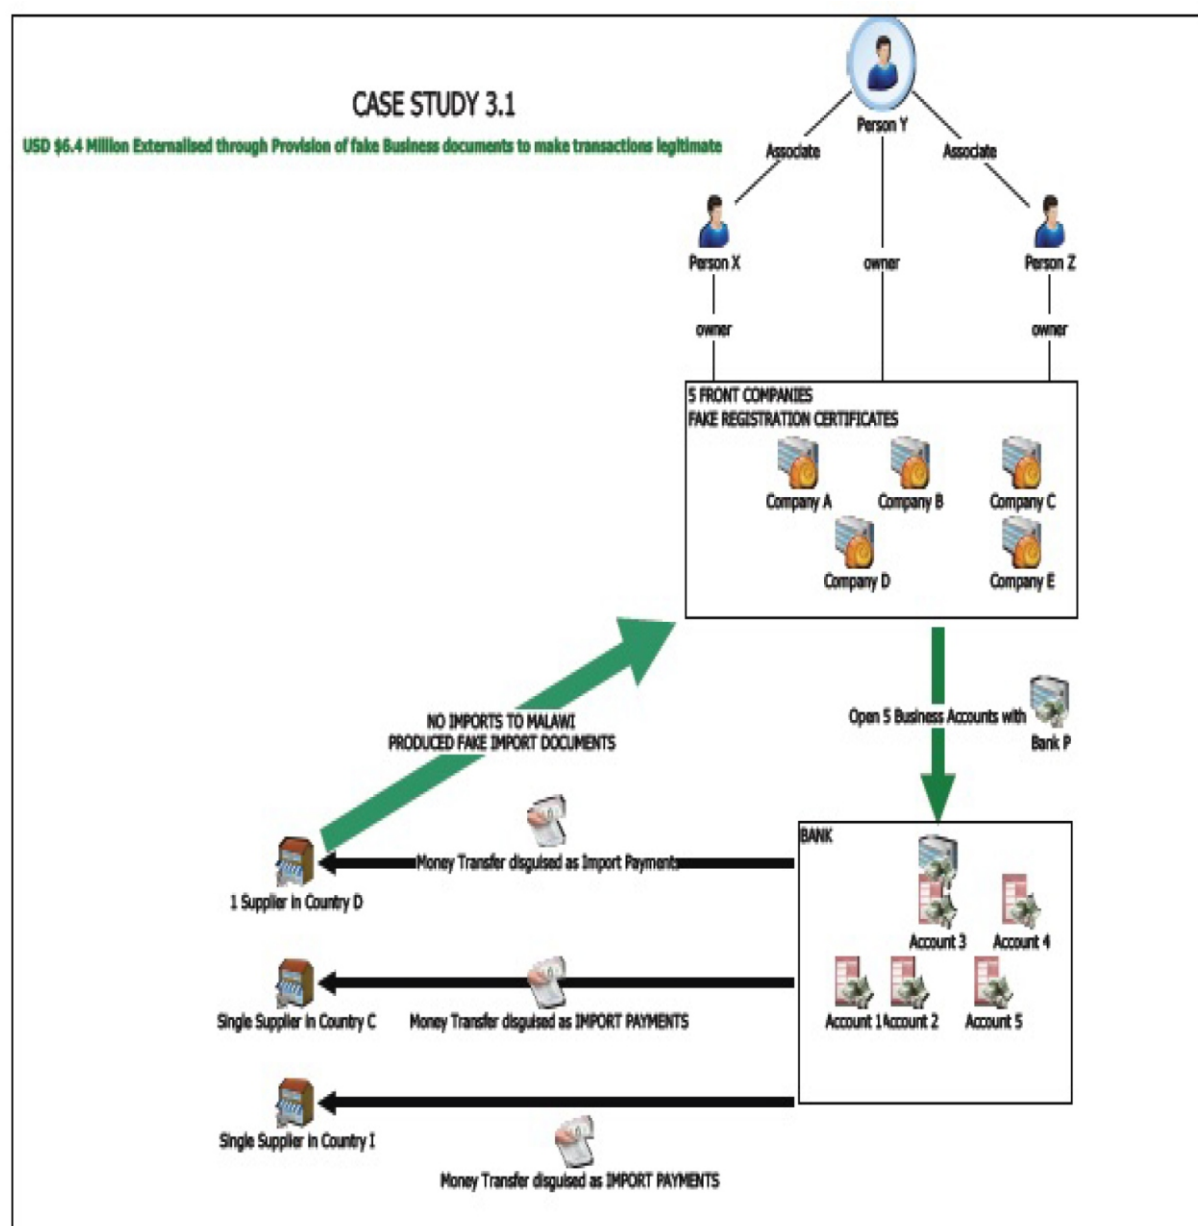 CASE STUDY 3.1
USD $6.4 Million Externalised through Provision of fake Business documents to make transactions legitimate
Person Y
Associate
Associate
Person X
owner
Person Z
owner
owner
5 FRONT COMPANIES
FAKE REGISTRATION CERTIFICATES
Company A
Company B
Company C
Company D
Company E
NO IMPORTS TO MALAWI
PRODUCED FAKE IMPORT DOCUMENTS
Open 5 Business Accounts with
Bank P
BANK
Money Transfer disguised as Import Payments
1 Supplier in Country D
Account 3
Account 4
Single Supplier in Country C
Money Transfer disguised as IMPORT PAYMENTS
Account 1
Account 2
Account 5
Single Supplier in Country I
Money Transfer disguised as IMPORT PAYMENTS